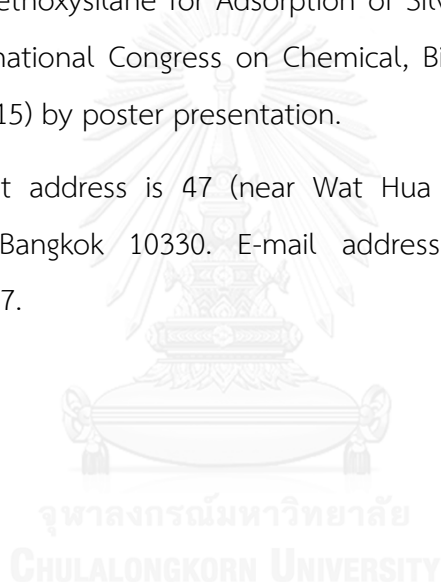 ethoxysilane for Adsorption of Silv
national Congress on Chemical, Bi
15) by poster presentation.
t address is 47 (near Wat Hua
Bangkok 10330. E-mail address
7.
จุฬาลงกรณ์มหาวิทยาลัย
CHULALONGKORN UNIVERSITY